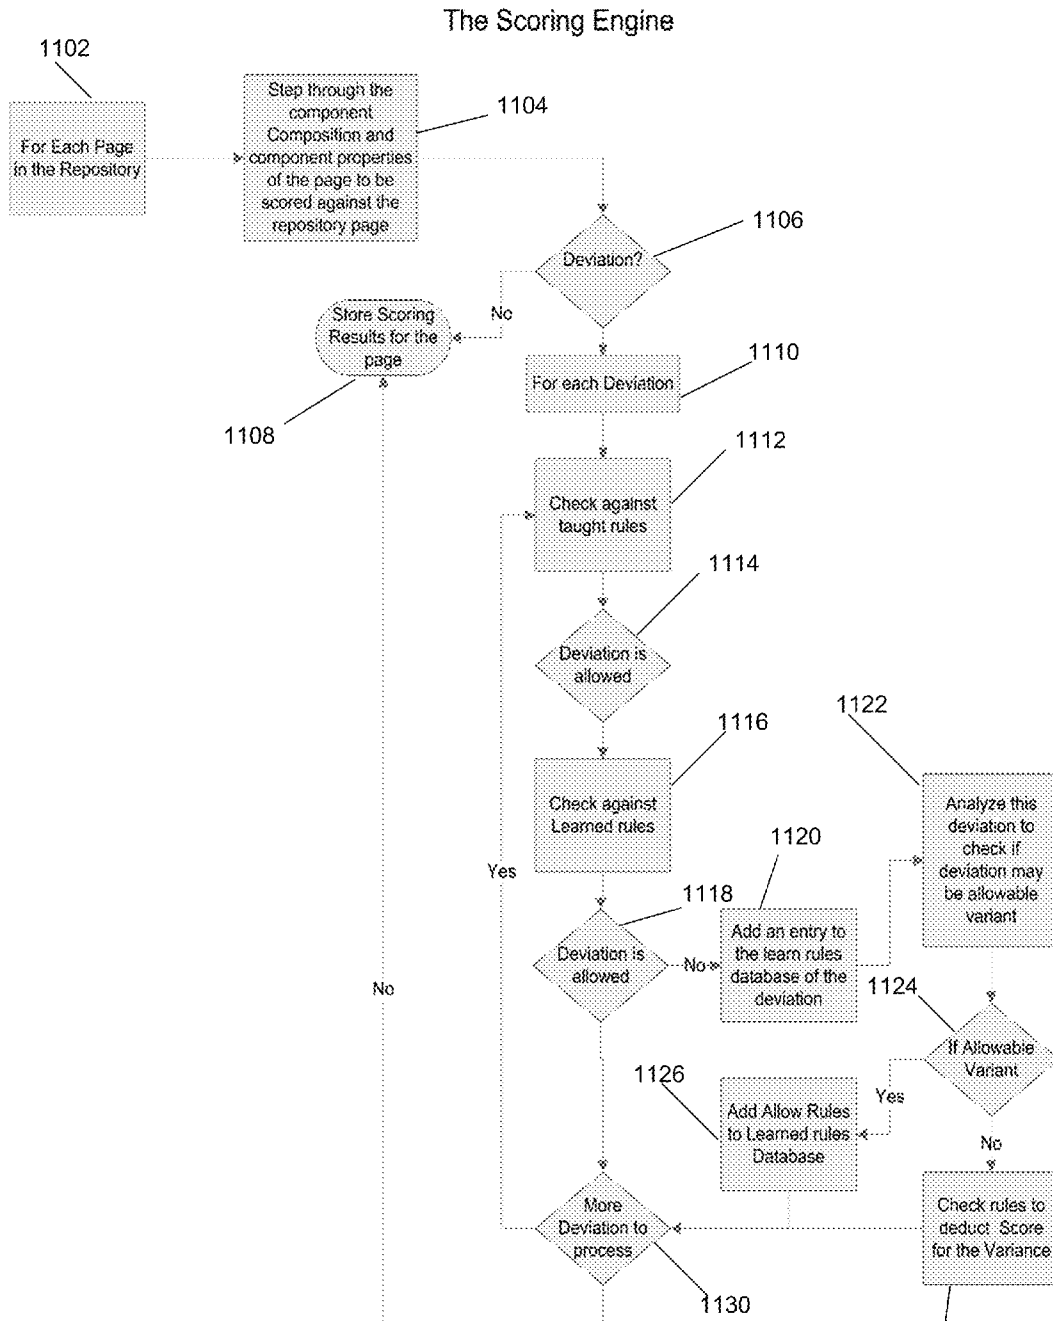 The Scoring Engine
1102
For Each Page
in the Repository
Step through the
component
Composition and
component properties
of the page to be
scored against the
repository page
1104
Deviation?
1106
No
Store Scoring
Results for the
page
1108
For each Deviation
1110
Check against
taught rules
1112
Deviation is
allowed
1114
Check against
Learned rules
1116
Yes
Deviation is
allowed
1118
No
Add an entry to
the learn rules
database of the
deviation
1120
Analyze this
deviation to
check if
deviation may
be allowable
variant
1122
No
If Allowable
Variant
1124
Yes
No
Add Allow Rules
to Learned rules
Database
1126
Check rules to
deduct Score
for the Variance
More
Deviation to
process
1130